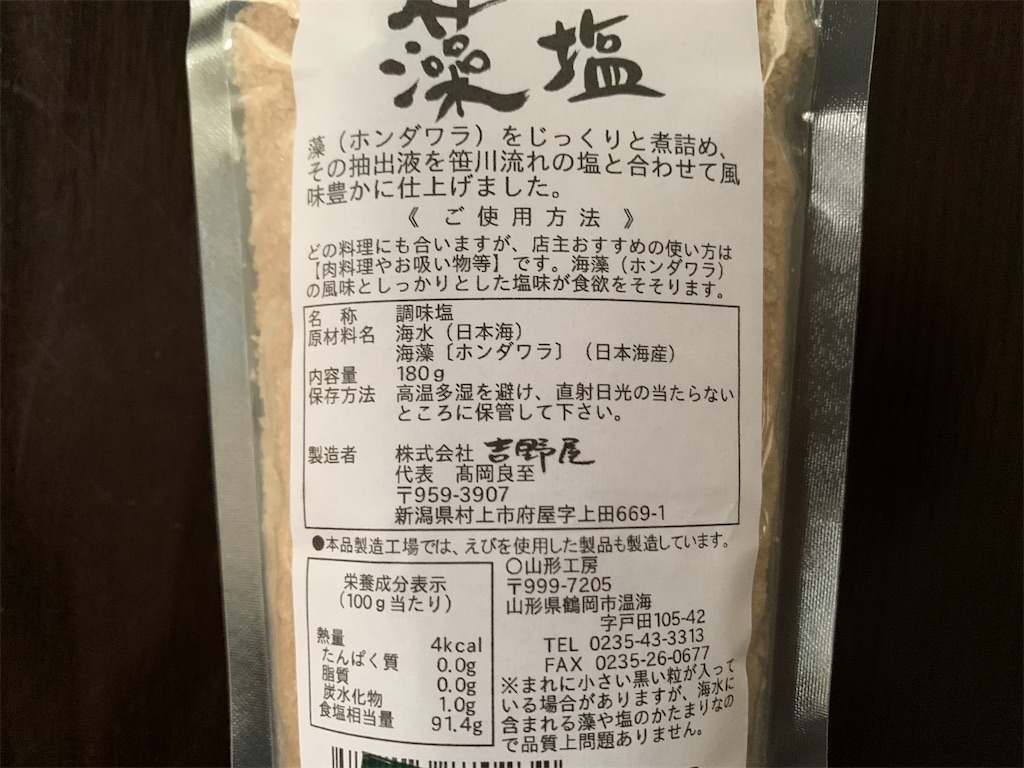 藻塩
藻(ホンダワラ)をじっくりと煮詰め、
その抽出液を笹川流れの塩と合わせて風
味豊かに仕上げました。
《 ご使用方法 》
どの料理にも合いますが、店主おすすめの使い方は
【肉料理やお吸い物等】です。海藻(ホンダワラ)
の風味としっかりとした塩味が食欲をそそります。
名 称 調味塩
原材料名 海水(日本海)
海藻〔ホンダワラ〕(日本海産)
内容量 180g
保存方法 高温多湿を避け、直射日光の当たらない
ところに保管して下さい。
製造者 株式会社 吉野屋
代表 髙岡良至
〒959-3907
新潟県村上市府屋字上田669-1
●本品製造工場では、えびを使用した製品も製造しています。
栄養成分表示
(100g当たり)
熱量 4kcal
たんぱく質 0.0g
脂質 0.0g
炭水化物 1.0g
食塩相当量 91.4g
○山形工房
〒999-7205
山形県鶴岡市温海
字戸田105-42
TEL 0235-43-3313
FAX 0235-26-0677
※まれに小さい黒い粒が入って
いる場合がありますが、海水に
含まれる藻や塩のかたまりなの
で品質上問題ありません。